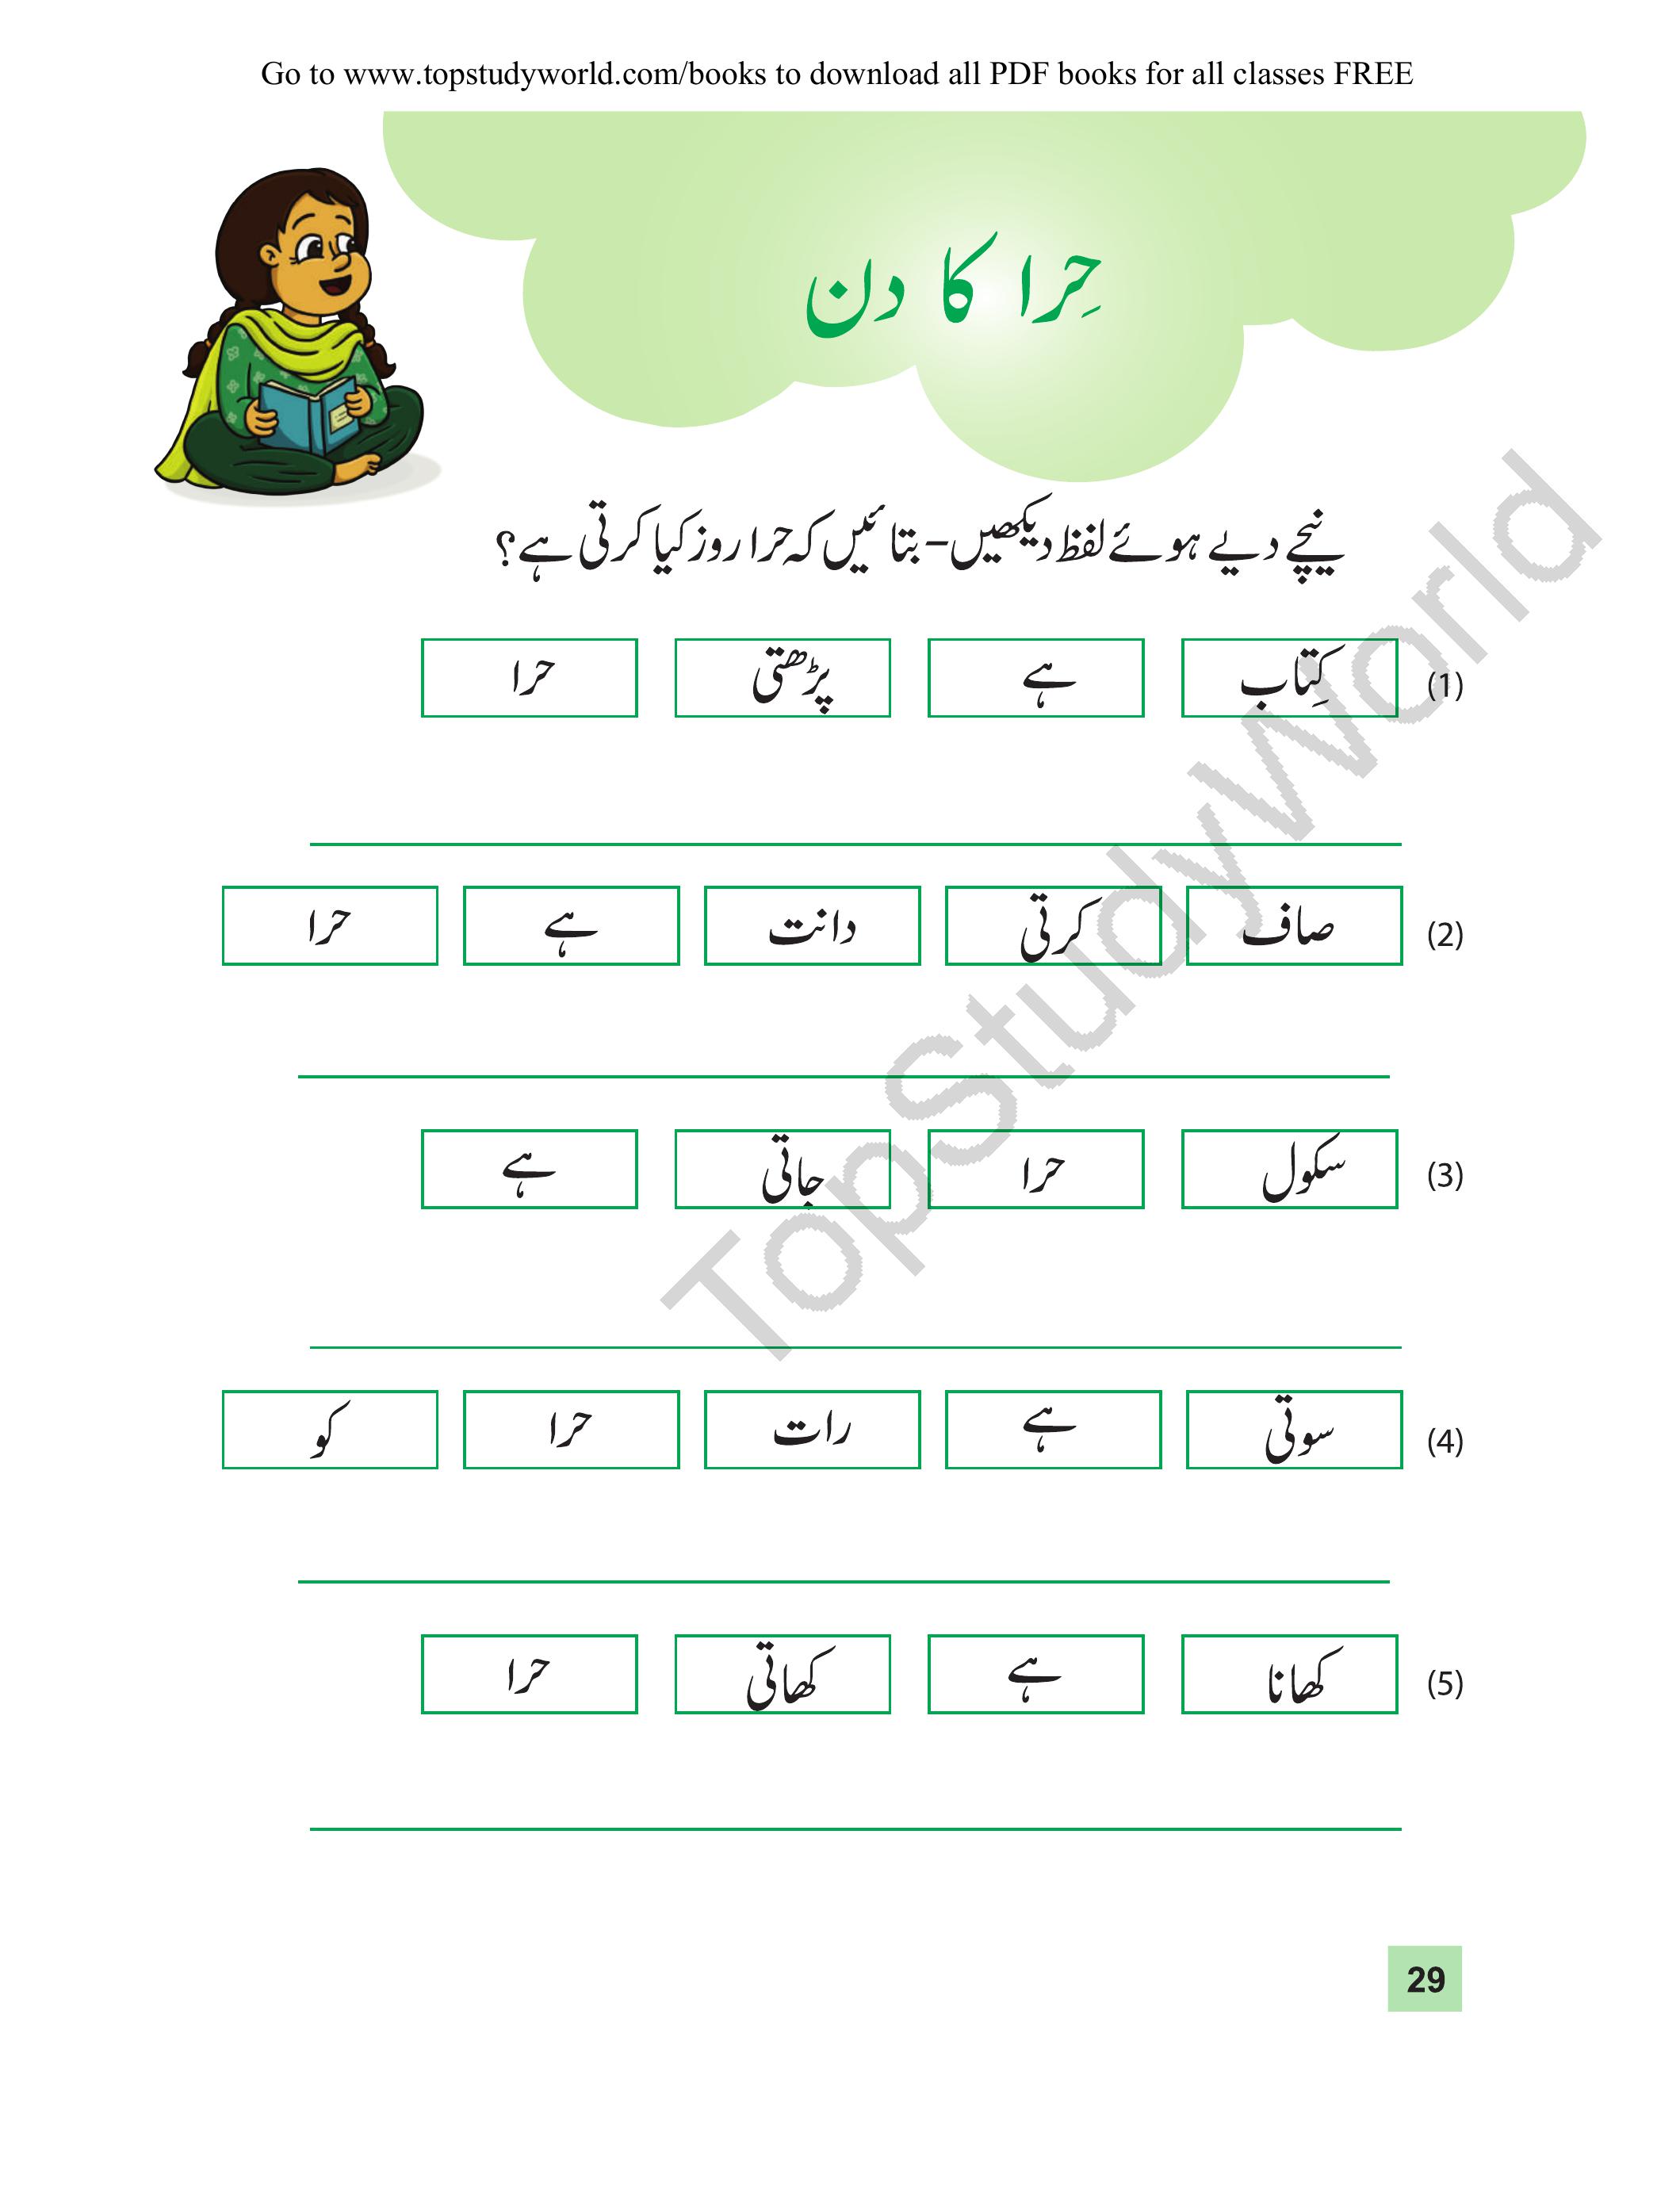 Go to www.topstudyworld.com/books to download all PDF books for all classes FREE
حِرا کا دن
نیچے دیے ہوئے لفظ دیکھیں۔ بتائیں کہ حرا روز کیا کرتی ہے؟
(1) کِتاب ہے پڑھتی حرا
(2) صاف کرتی دانت ہے حرا
(3) سکول حرا جاتی ہے
(4) سوتی ہے رات حرا کو
(5) کھانا ہے کھاتی حرا
29
TopStudyWorld